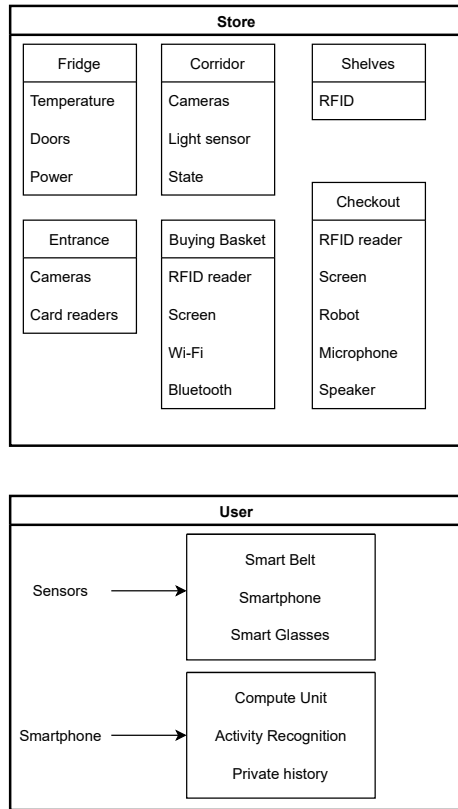 Store
Fridge
Temperature
Doors
Power
Corridor
Cameras
Light sensor
State
Shelves
RFID
Entrance
Cameras
Card readers
Buying Basket
RFID reader
Screen
Wi-Fi
Bluetooth
Checkout
RFID reader
Screen
Robot
Microphone
Speaker
User
Sensors
Smart Belt
Smartphone
Smart Glasses
Smartphone
Compute Unit
Activity Recognition
Private history